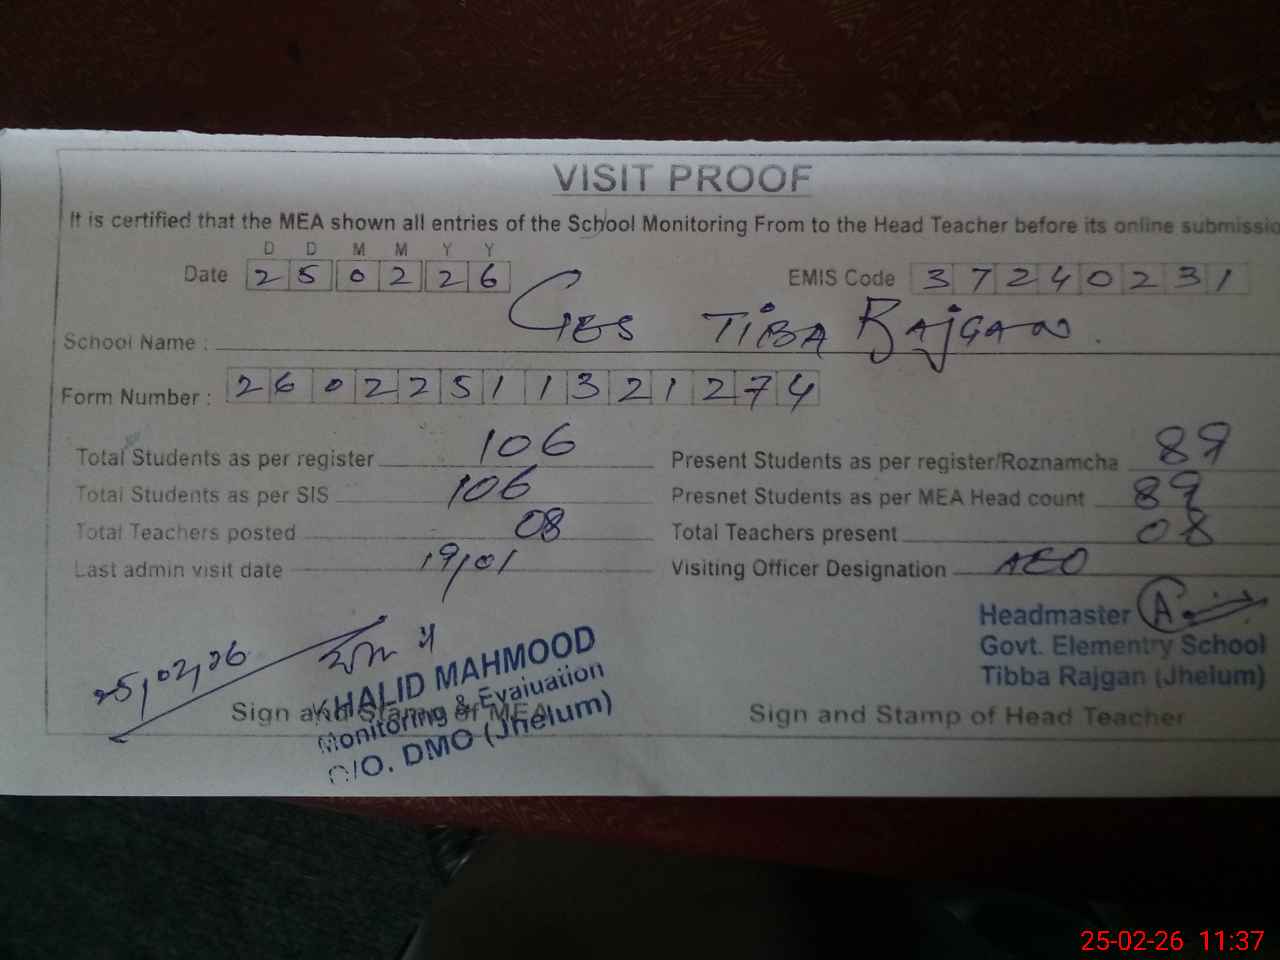 VISIT PROOF
It is certified that the MEA shown all entries of the School Monitoring From to the Head Teacher before its online submissio
D D M M Y Y
Date 2 5 0 2 2 6 EMIS Code 3 7 2 4 0 2 3 1
School Name : GES TIBA RAJGAN.
Form Number : 2 6 0 2 2 5 1 1 3 2 1 2 7 4
Total Students as per register 106 Present Students as per register/Roznamcha 89
Total Students as per SIS 106 Presnet Students as per MEA Head count 89
Total Teachers posted 08 Total Teachers present 08
Last admin visit date 19/01 Visiting Officer Designation AEO
Headmaster
Govt. Elementry School
Tibba Rajgan (Jhelum)
25/02/26
KHALID MAHMOOD
Monitoring & Evaluation
O/O. DMO (Jhelum)
Sign and Stamp of MEA Sign and Stamp of Head Teacher
25-02-26 11:37